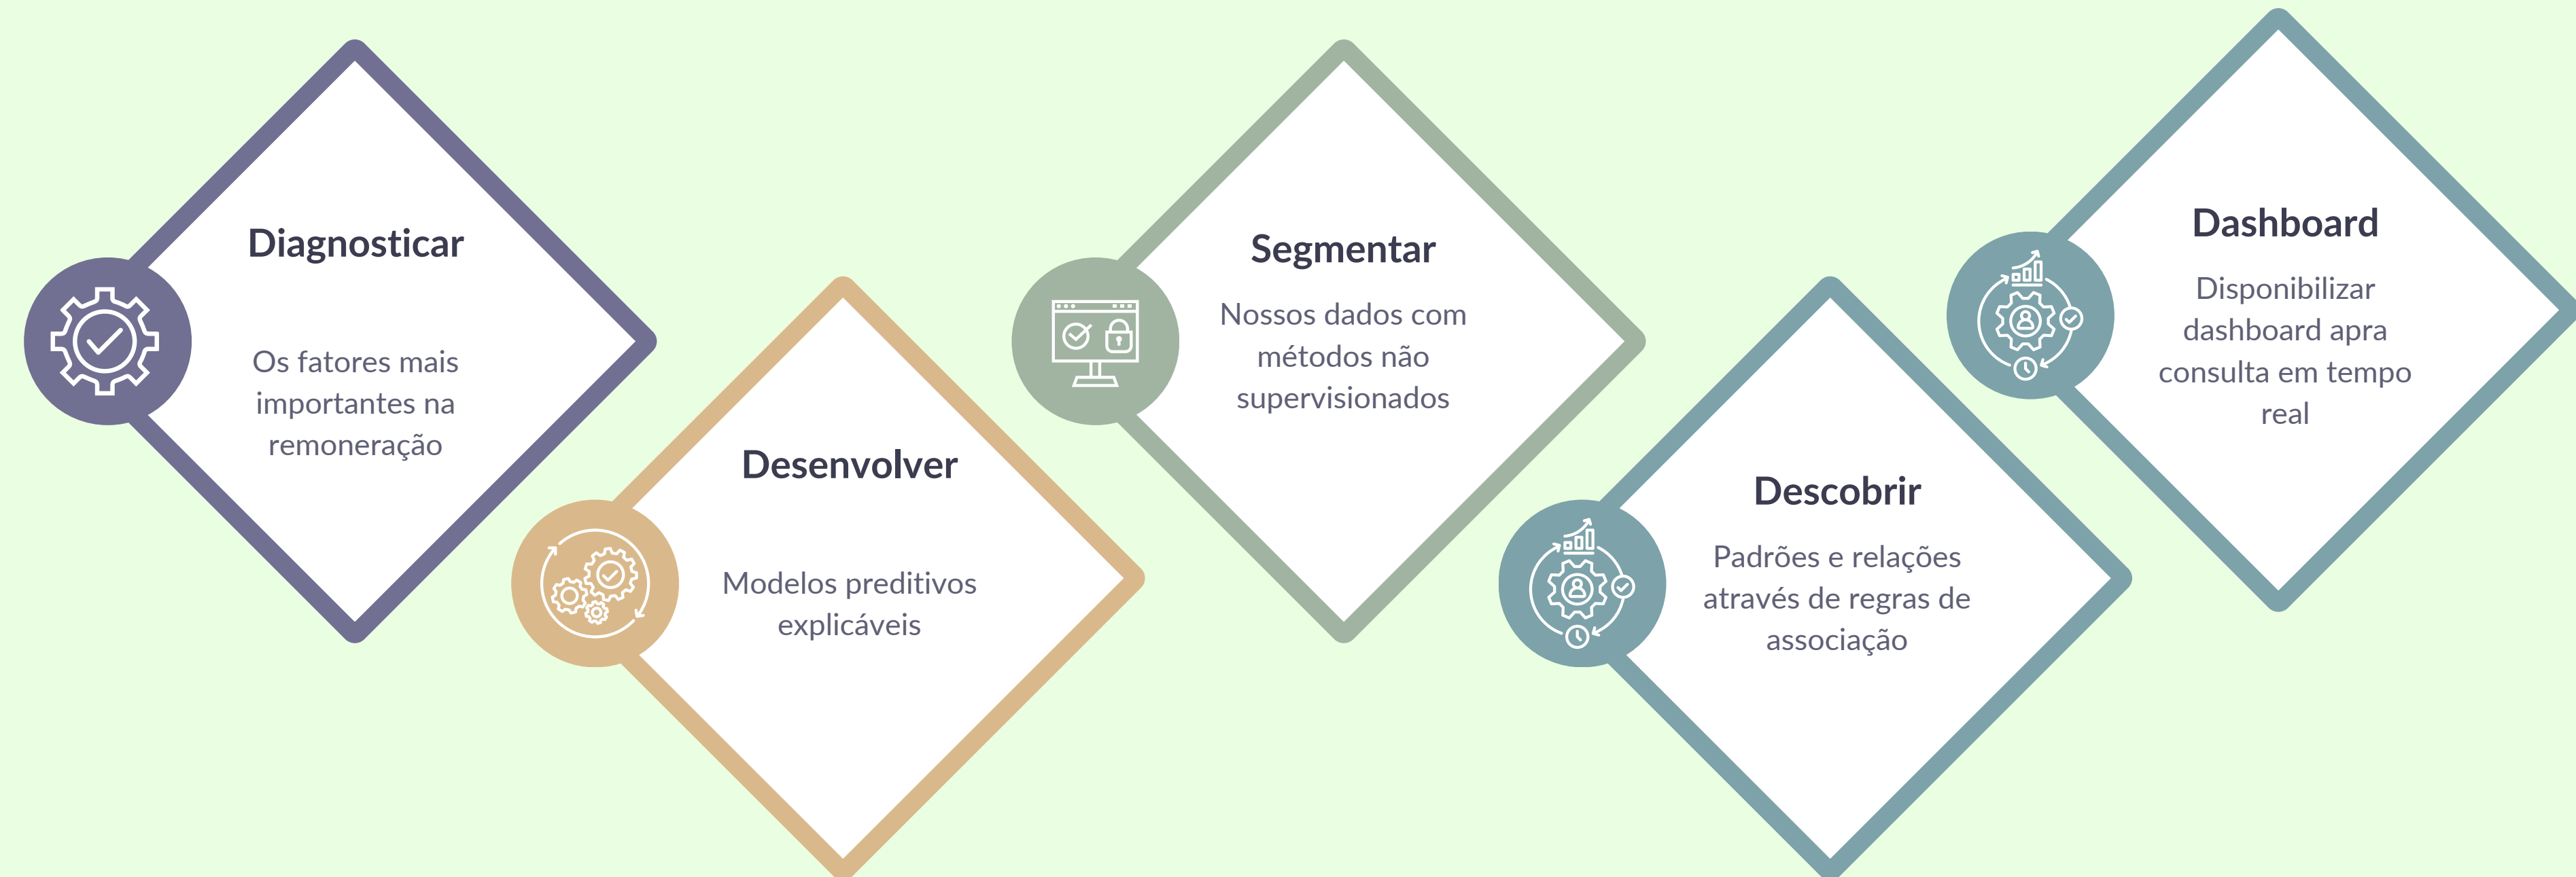 Diagnosticar
Os fatores mais
importantes na
remoneração
Desenvolver
Modelos preditivos
explicáveis
Segmentar
Nossos dados com
métodos não
supervisionados
Descobrir
Padrões e relações
através de regras de
associação
Dashboard
Disponibilizar
dashboard apra
consulta em tempo
real